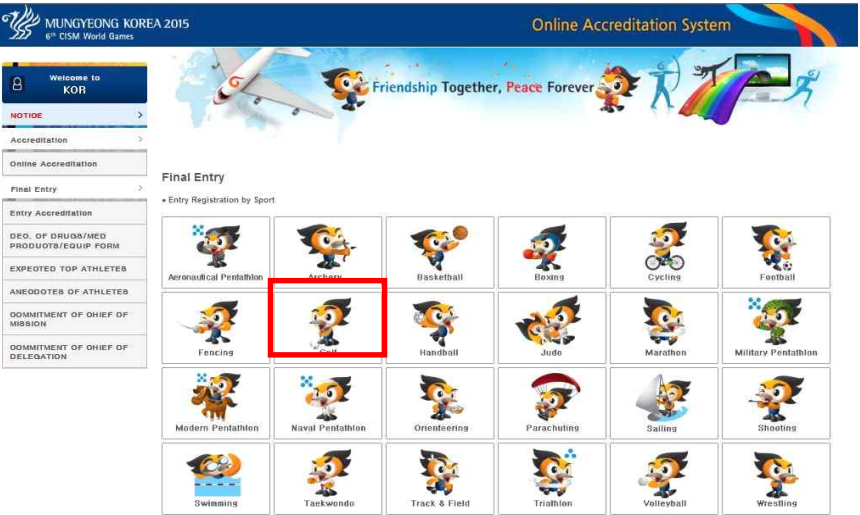 MUNGYEONG KOREA 2015
6th CISM World Games
Online Accreditation System
Welcome to
KOR
Friendship Together, Peace Forever
NOTICE
Accreditation
Online Accreditation
Final Entry
Entry Accreditation
DEC. OF DRUGS/MED
PRODUCTS/EQUIP FORM
EXPECTED TOP ATHLETES
ANECDOTES OF ATHLETES
COMMITMENT OF CHIEF OF
MISSION
COMMITMENT OF CHIEF OF
DELEGATION
Final Entry
Entry Registration by Sport
Aeronautical Pentathlon
Archery
Basketball
Boxing
Cycling
Football
Fencing
Golf
Handball
Judo
Marathon
Military Pentathlon
Modern Pentathlon
Naval Pentathlon
Orienteering
Parachuting
Sailing
Shooting
Swimming
Taekwondo
Track & Field
Triathlon
Volleyball
Wrestling